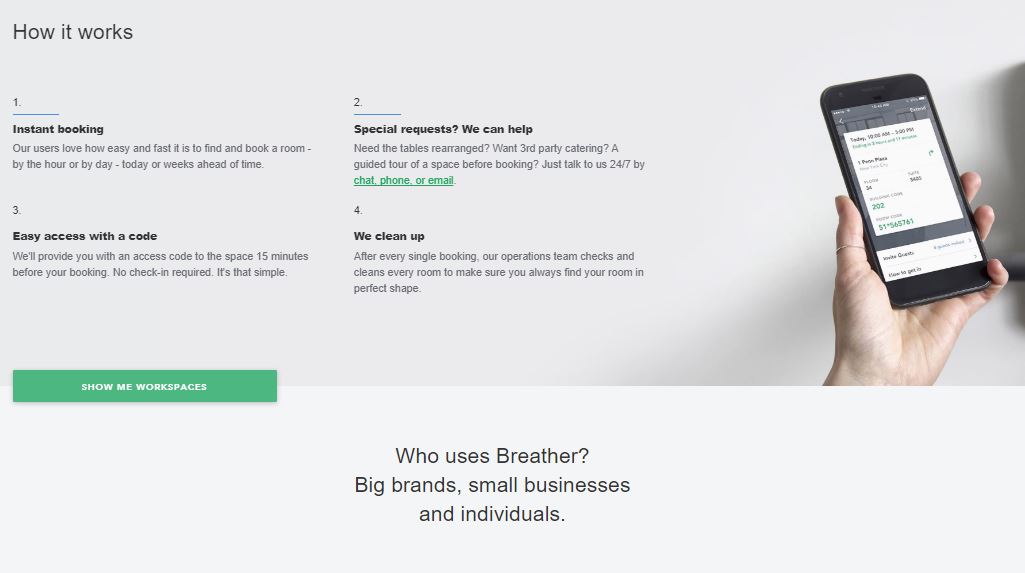 How it works
1.
Instant booking
Our users love how easy and fast it is to find and book a room -
by the hour or by day - today or weeks ahead of time.
2.
Special requests? We can help
Need the tables rearranged? Want 3rd party catering? A
guided tour of a space before booking? Just talk to us 24/7 by
chat, phone, or email.
3.
Easy access with a code
We'll provide you with an access code to the space 15 minutes
before your booking. No check-in required. It's that simple.
4.
We clean up
After every single booking, our operations team checks and
cleans every room to make sure you always find your room in
perfect shape.
Extend
Today, 10:00 AM - 3:00 PM
1 Penn Plaza
New York City
FLOOR
SUITE
34
BUILDING CODE
202
51*565761
Invite Guests
How to get in
SHOW ME WORKSPACES
Who uses Breather?
Big brands, small businesses
and individuals.